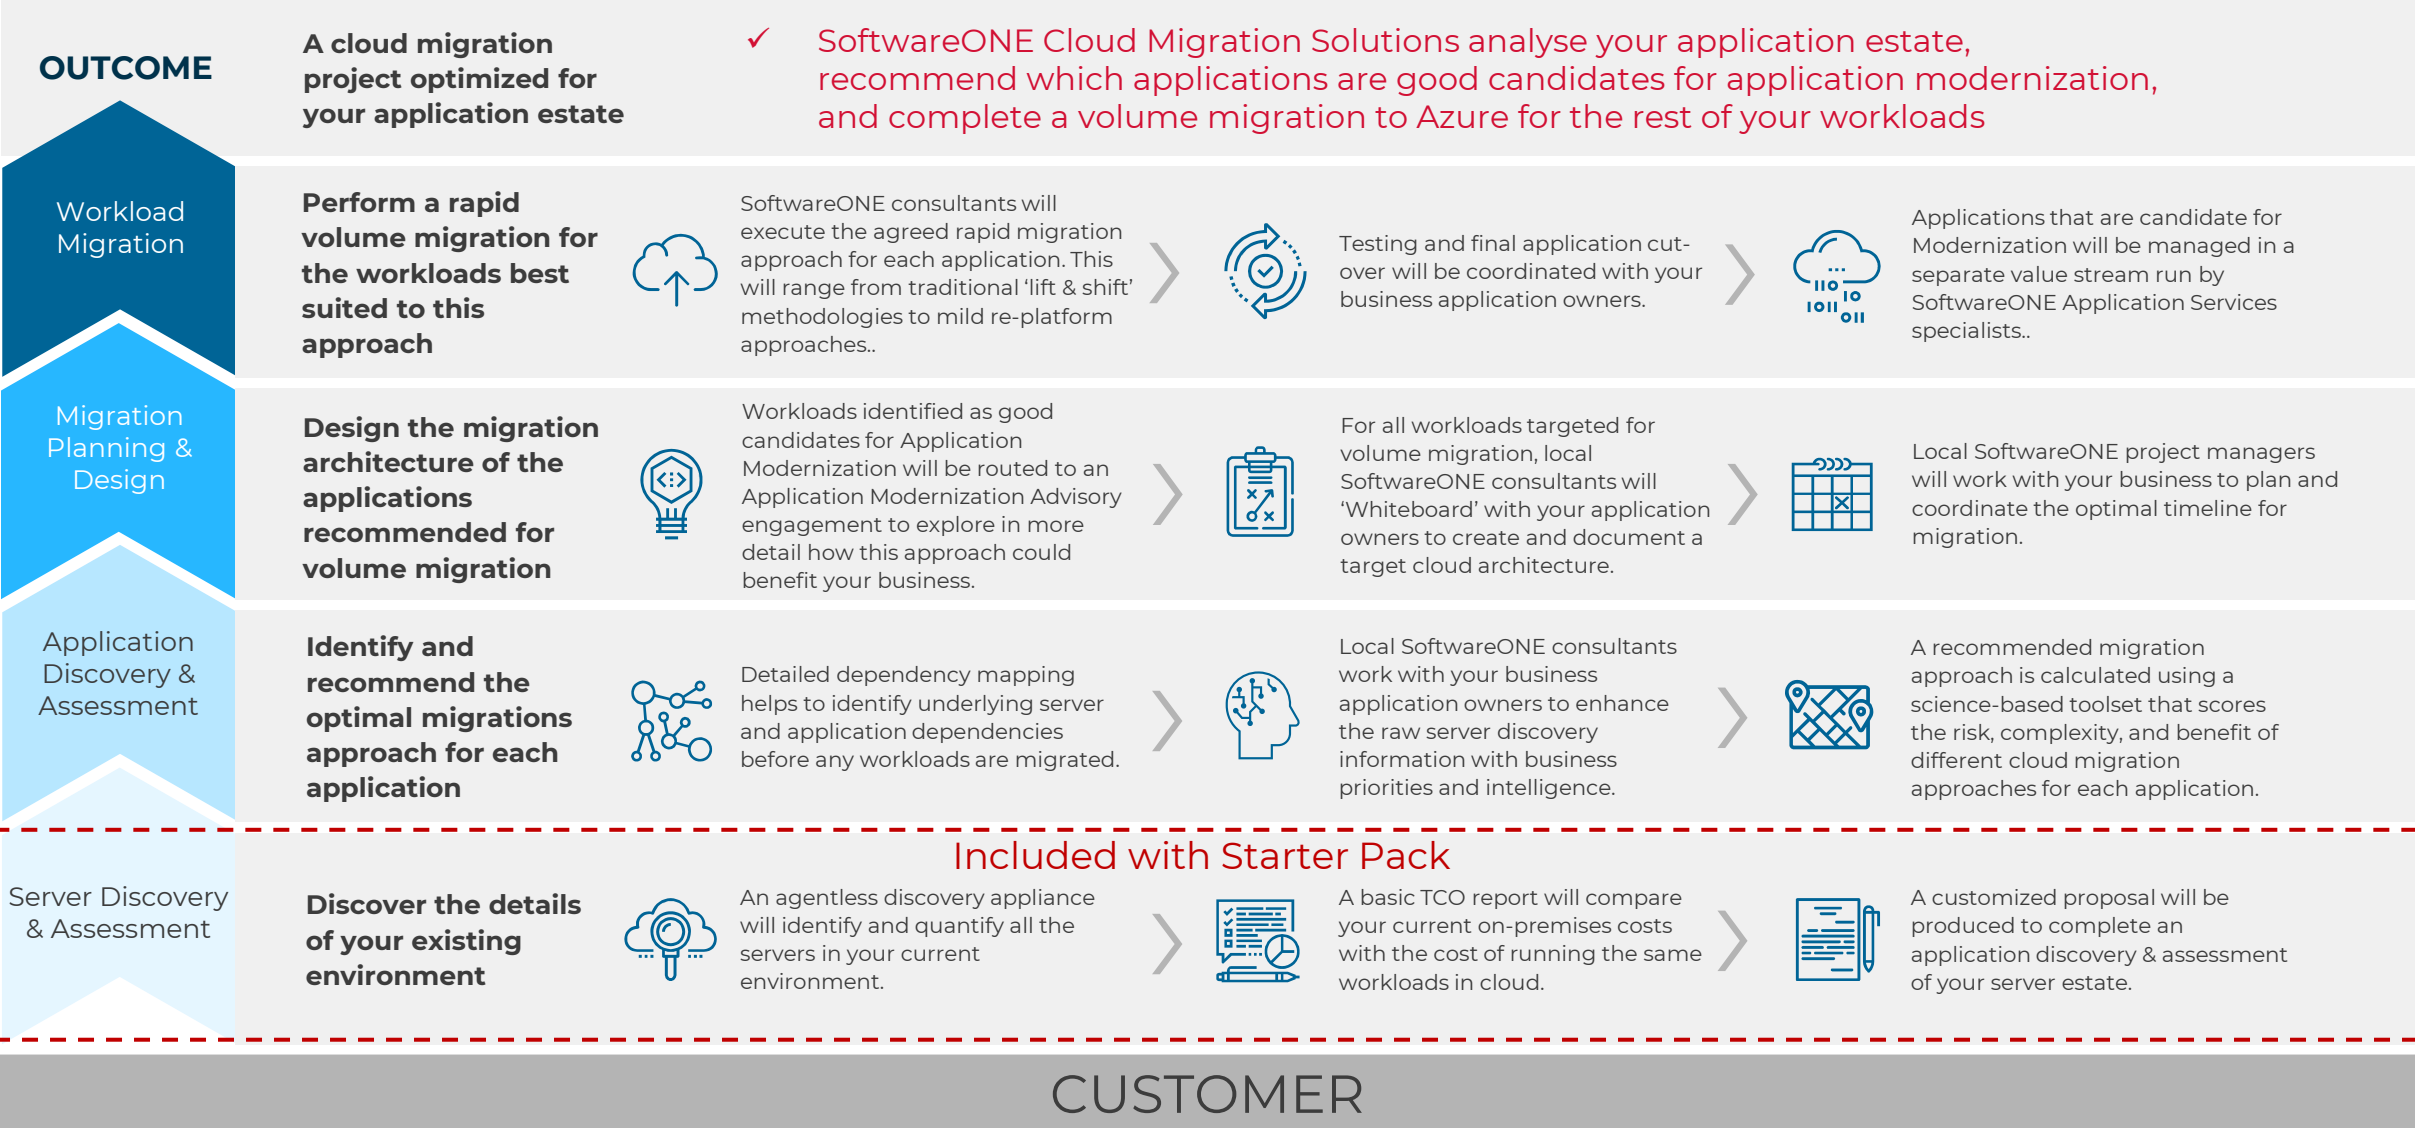 OUTCOME
A cloud migration
project optimized for
your application estate
✓ SoftwareONE Cloud Migration Solutions analyse your application estate,
recommend which applications are good candidates for application modernization,
and complete a volume migration to Azure for the rest of your workloads
Workload
Migration
Perform a rapid
volume migration for
the workloads best
suited to this
approach
SoftwareONE consultants will
execute the agreed rapid migration
approach for each application. This
will range from traditional ‘lift & shift’
methodologies to mild re-platform
approaches..
Testing and final application cut-
over will be coordinated with your
business application owners.
Applications that are candidate for
Modernization will be managed in a
separate value stream run by
SoftwareONE Application Services
specialists..
Migration
Planning &
Design
Design the migration
architecture of the
applications
recommended for
volume migration
Workloads identified as good
candidates for Application
Modernization will be routed to an
Application Modernization Advisory
engagement to explore in more
detail how this approach could
benefit your business.
For all workloads targeted for
volume migration, local
SoftwareONE consultants will
‘Whiteboard’ with your application
owners to create and document a
target cloud architecture.
Local SoftwareONE project managers
will work with your business to plan and
coordinate the optimal timeline for
migration.
Application
Discovery &
Assessment
Identify and
recommend the
optimal migrations
approach for each
application
Detailed dependency mapping
helps to identify underlying server
and application dependencies
before any workloads are migrated.
Local SoftwareONE consultants
work with your business
application owners to enhance
the raw server discovery
information with business
priorities and intelligence.
A recommended migration
approach is calculated using a
science-based toolset that scores
the risk, complexity, and benefit of
different cloud migration
approaches for each application.
Included with Starter Pack
Server Discovery
& Assessment
Discover the details
of your existing
environment
An agentless discovery appliance
will identify and quantify all the
servers in your current
environment.
A basic TCO report will compare
your current on-premises costs
with the cost of running the same
workloads in cloud.
A customized proposal will be
produced to complete an
application discovery & assessment
of your server estate.
CUSTOMER